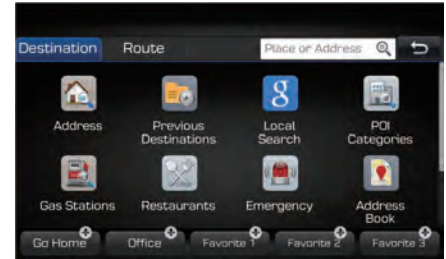 Destination Route Place or Address
8
Address Previous Destinations Local Search POI Categories
Gas Stations Restaurants Emergency Address Book
Go Home Office Favorite 1 Favorite 2 Favorite 3